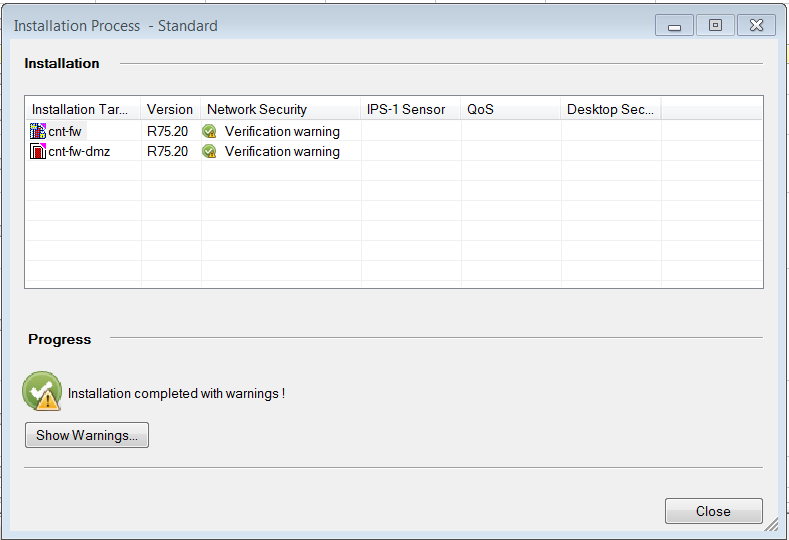 Installation Process - Standard
Installation
Installation Tar... Version Network Security IPS-1 Sensor QoS Desktop Sec...
cnt-fw R75.20 Verification warning
cnt-fw-dmz R75.20 Verification warning
Progress
Installation completed with warnings !
Show Warnings...
Close